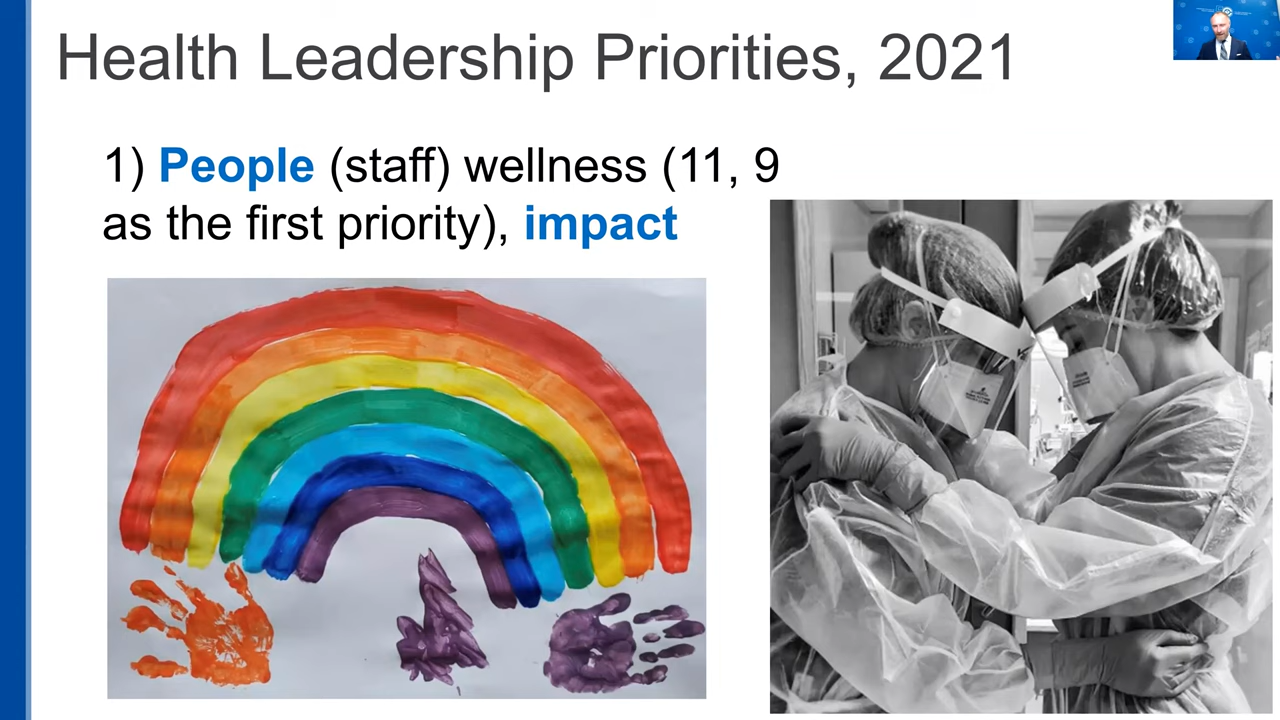 Health Leadership Priorities, 2021
1) People (staff) wellness (11, 9
as the first priority), impact